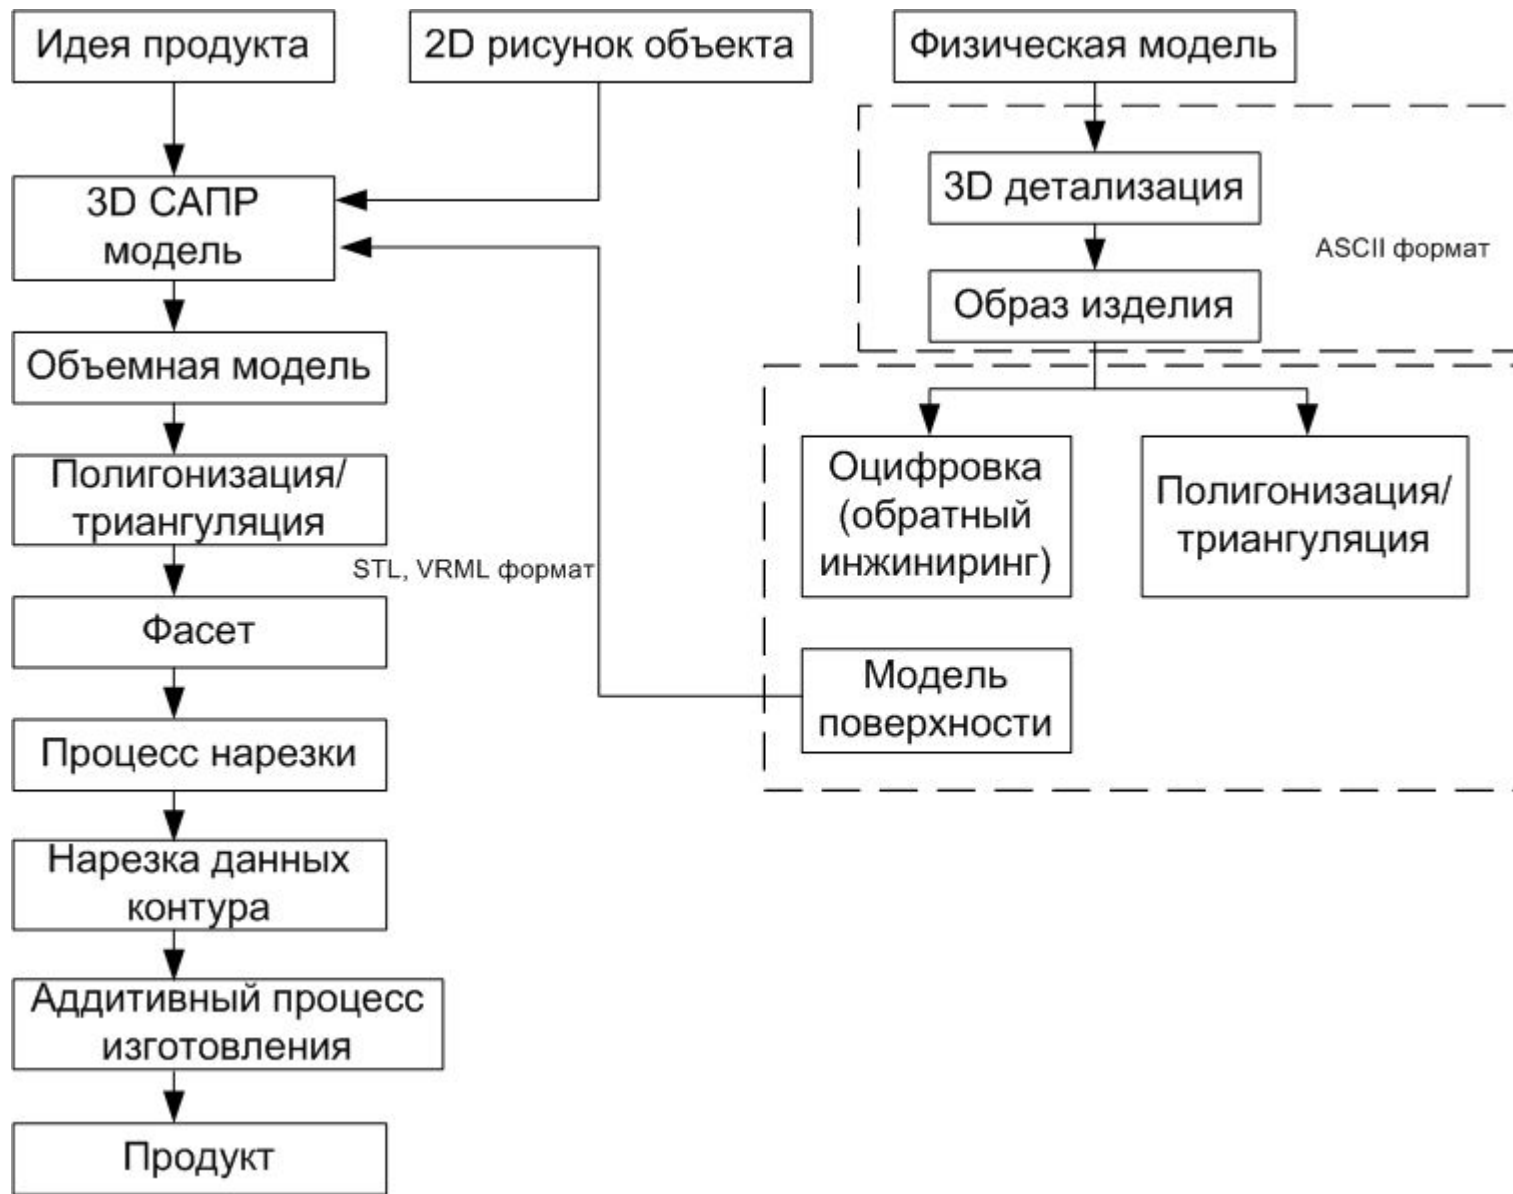 Идея продукта
2D рисунок объекта
Физическая модель
3D САПР
модель
3D детализация
ASCII формат
Образ изделия
Объемная модель
Полигонизация/
триангуляция
Оцифровка
(обратный
инжиниринг)
Полигонизация/
триангуляция
STL, VRML формат
Фасет
Модель
поверхности
Процесс нарезки
Нарезка данных
контура
Аддитивный процесс
изготовления
Продукт